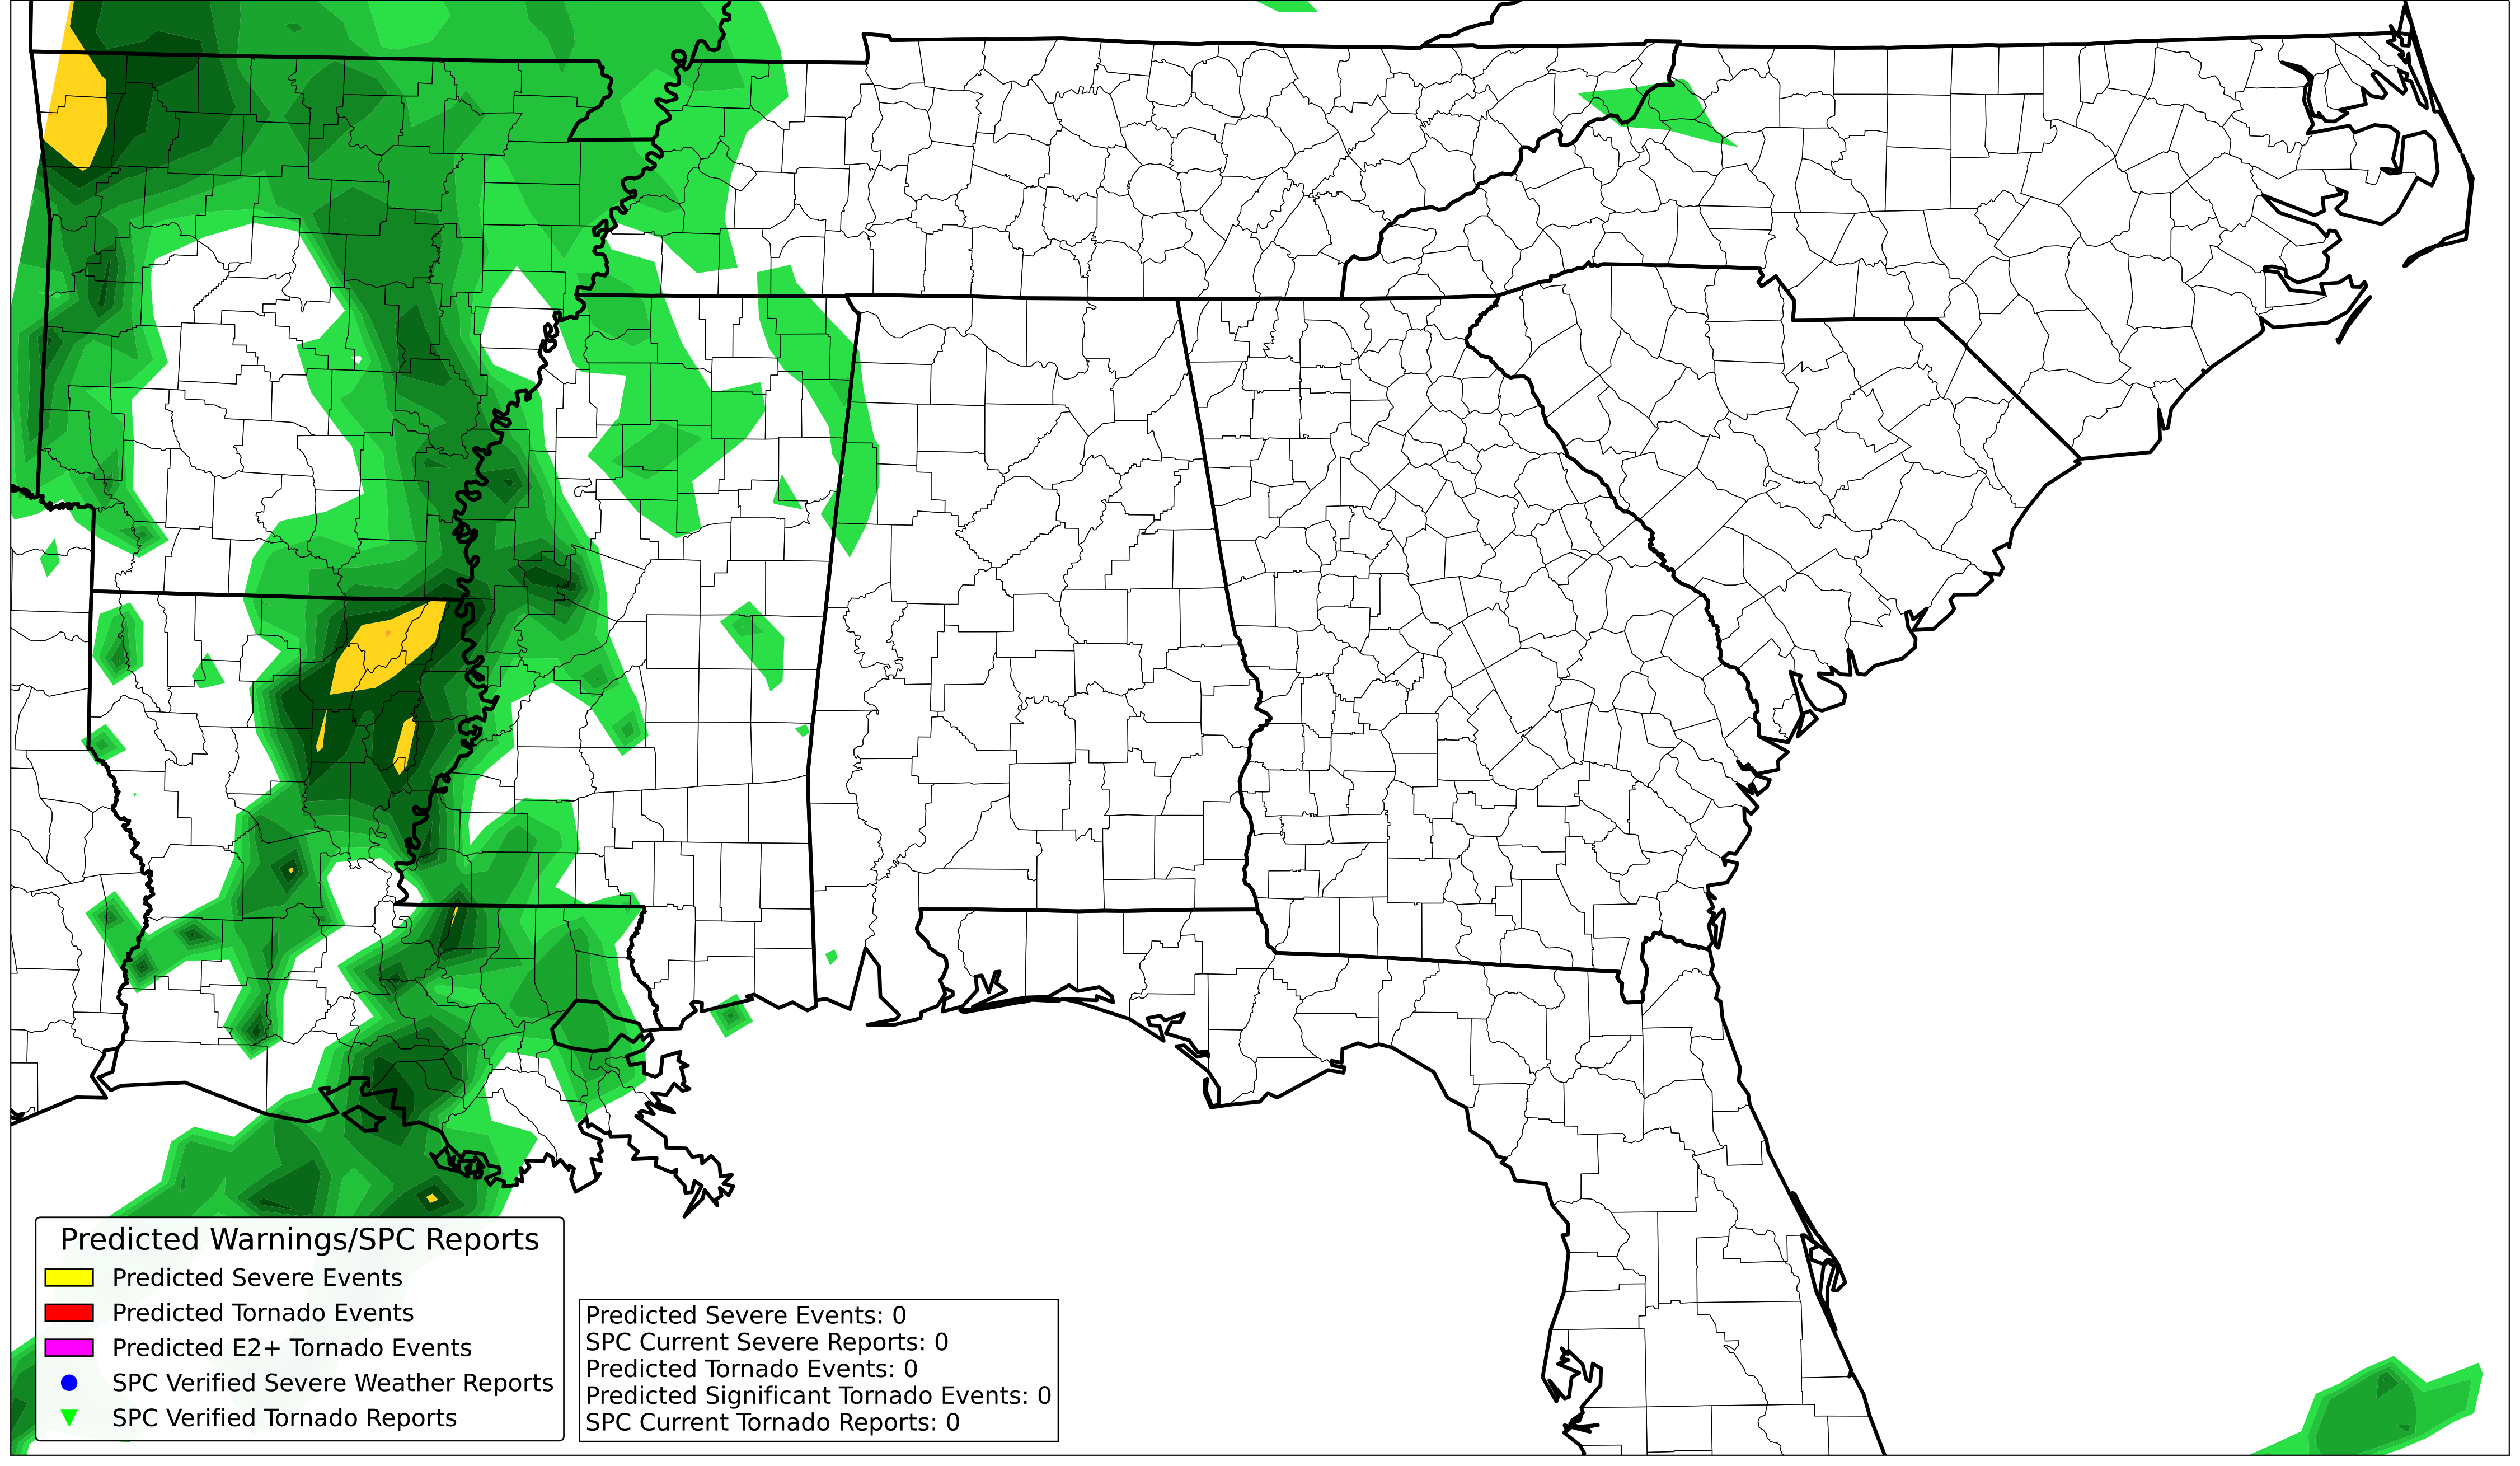 Predicted Warnings/SPC Reports
Predicted Severe Events
Predicted Tornado Events
Predicted E2+ Tornado Events
SPC Verified Severe Weather Reports
SPC Verified Tornado Reports
Predicted Severe Events: 0
SPC Current Severe Reports: 0
Predicted Tornado Events: 0
Predicted Significant Tornado Events: 0
SPC Current Tornado Reports: 0